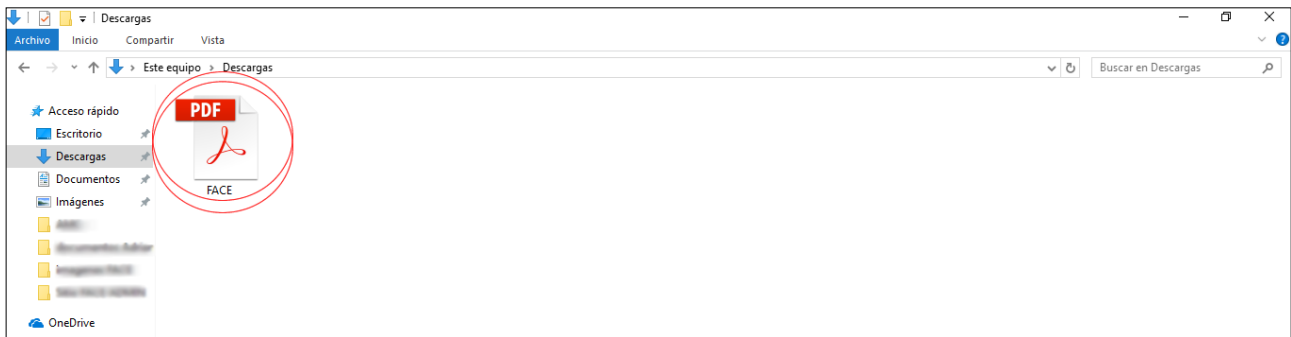 Descargas
Archivo Inicio Compartir Vista
Este equipo > Descargas
Buscar en Descargas
Acceso rápido
Escritorio
Descargas
Documentos
Imágenes
OneDrive
PDF
FACE